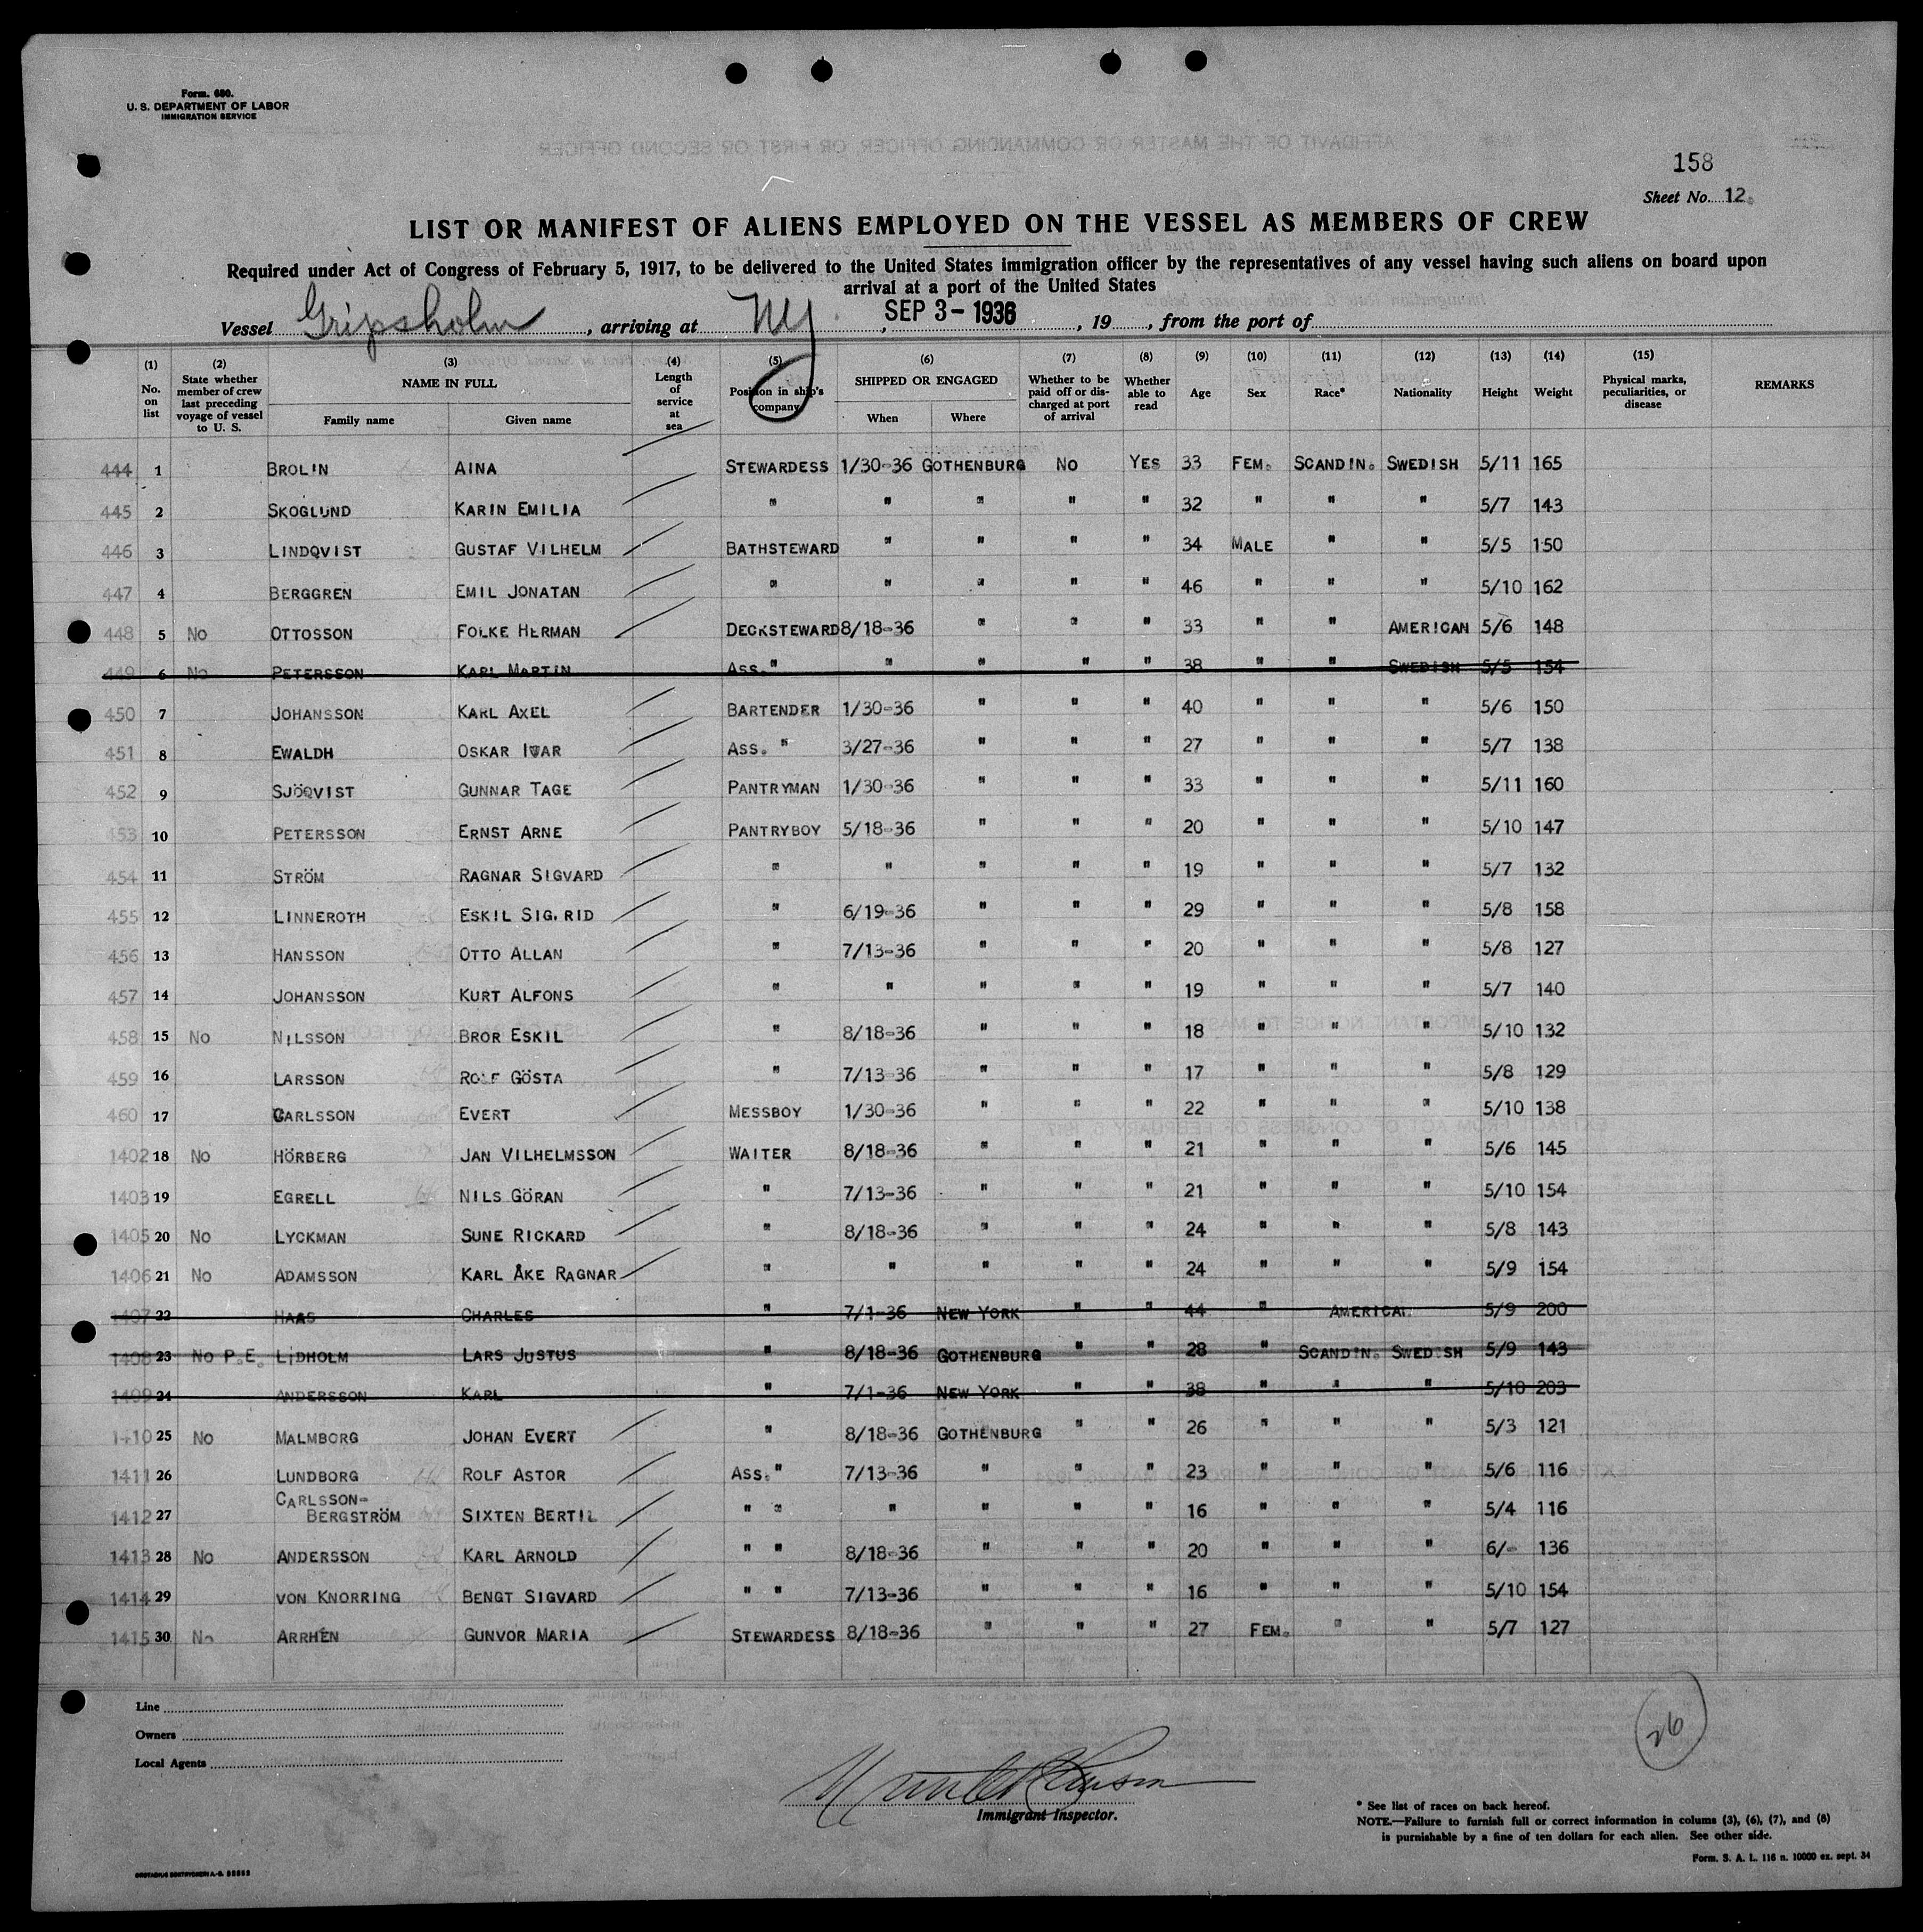 Form. 680.
U. S. DEPARTMENT OF LABOR
IMMIGRATION SERVICE
158
Sheet No. 12.
LIST OR MANIFEST OF ALIENS EMPLOYED ON THE VESSEL AS MEMBERS OF CREW
Required under Act of Congress of February 5, 1917, to be delivered to the United States immigration officer by the representatives of any vessel having such aliens on board upon
arrival at a port of the United States
Vessel Gripsholm, arriving at NY, SEP 3 - 1936, 19, from the port of
(1) No. on list (2) State whether member of crew last preceding voyage of vessel to U. S. (3) NAME IN FULL Family name Given name (4) Length of service at sea (5) Position in ship's company (6) SHIPPED OR ENGAGED When Where (7) Whether to be paid off or discharged at port of arrival (8) Whether able to read (9) Age (10) Sex (11) Race* (12) Nationality (13) Height (14) Weight (15) Physical marks, peculiarities, or disease REMARKS
444 1 BROLIN AINA STEWARDESS 1/30-36 GOTHENBURG NO YES 33 FEM. SCANDIN. SWEDISH 5/11 165
445 2 SKOGLUND KARIN EMILIA " " " " " 32 " " " 5/7 143
446 3 LINDQVIST GUSTAF VILHELM BATHSTEWARD " " " " 34 MALE " " 5/5 150
447 4 BERGGREN EMIL JONATAN " " " " " 46 " " " 5/10 162
448 5 NO OTTOSSON FOLKE HERMAN DECKSTEWARD 8/18-36 " " " 33 " " AMERICAN 5/6 148
449 6 NO PETERSSON KARL MARTIN ASS. " " " " " 38 " " SWEDISH 5/5 154
450 7 JOHANSSON KARL AXEL BARTENDER 1/30-36 " " " 40 " " " 5/6 150
451 8 EWALDH OSKAR IVAR ASS. " 3/27-36 " " " 27 " " " 5/7 138
452 9 SJÖQVIST GUNNAR TAGE PANTRYMAN 1/30-36 " " " 33 " " " 5/11 160
453 10 PETERSSON ERNST ARNE PANTRYBOY 5/18-36 " " " 20 " " " 5/10 147
454 11 STRÖM RAGNAR SIGVARD " " " " " 19 " " " 5/7 132
455 12 LINNEROTH ESKIL SIG.RID " 6/19-36 " " " 29 " " " 5/8 158
456 13 HANSSON OTTO ALLAN " 7/13-36 " " " 20 " " " 5/8 127
457 14 JOHANSSON KURT ALFONS " " " " " 19 " " " 5/7 140
458 15 NO NILSSON BROR ESKIL " 8/18-36 " " " 18 " " " 5/10 132
459 16 LARSSON ROLF GÖSTA " 7/13-36 " " " 17 " " " 5/8 129
460 17 CARLSSON EVERT MESSBOY 1/30-36 " " " 22 " " " 5/10 138
1402 18 NO HÖRBERG JAN VILHELMSSON WAITER 8/18-36 " " " 21 " " " 5/6 145
1403 19 EGRELL NILS GÖRAN " 7/13-36 " " " 21 " " " 5/10 154
1405 20 NO LYCKMAN SUNE RICKARD " 8/18-36 " " " 24 " " " 5/8 143
1406 21 NO ADAMSSON KARL ÅKE RAGNAR " " " " " 24 " " " 5/9 154
1407 22 HAAS CHARLES " 7/1-36 NEW YORK " " 44 " AMERICAN 5/9 200
1408 23 NO P.E. LIDHOLM LARS JUSTUS " 8/18-36 GOTHENBURG " " 28 " SCANDIN. SWEDISH 5/9 143
1409 24 ANDERSSON KARL " 7/1-36 NEW YORK " " 38 " " " 5/10 203
1410 25 NO MALMBORG JOHAN EVERT " 8/18-36 GOTHENBURG " " 26 " " " 5/3 121
1411 26 LUNDBORG ROLF ASTOR ASS. " 7/13-36 " " " 23 " " " 5/6 116
1412 27 CARLSSON-
BERGSTRÖM SIXTEN BERTIL " " " " " " 16 " " " 5/4 116
1413 28 NO ANDERSSON KARL ARNOLD " " 8/18-36 " " " 20 " " " 6/- 136
1414 29 VON KNORRING BENGT SIGVARD " " 7/13-36 " " " 16 " " " 5/10 154
1415 30 NO ARRHÉN GUNVOR MARIA STEWARDESS 8/18-36 " " " 27 FEM. " " 5/7 127
Line
Owners
Local Agents
26
Immigrant Inspector.
* See list of races on back hereof.
NOTE.—Failure to furnish full or correct information in colums (3), (6), (7), and (8)
is purnishable by a fine of ten dollars for each alien. See other side.
Form. S. A. L. 116 n. 10000 ex. sept. 34